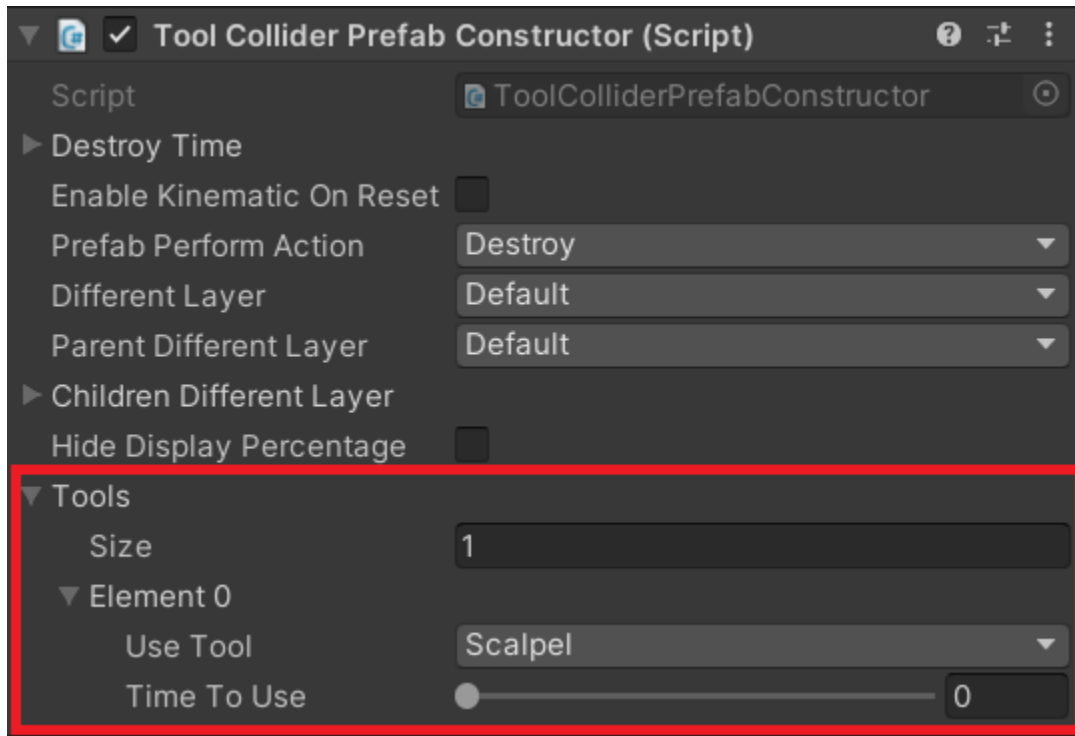 Tool Collider Prefab Constructor (Script)
Script ToolColliderPrefabConstructor
Destroy Time
Enable Kinematic On Reset
Prefab Perform Action Destroy
Different Layer Default
Parent Different Layer Default
Children Different Layer
Hide Display Percentage
Tools
Size 1
Element 0
Use Tool Scalpel
Time To Use 0